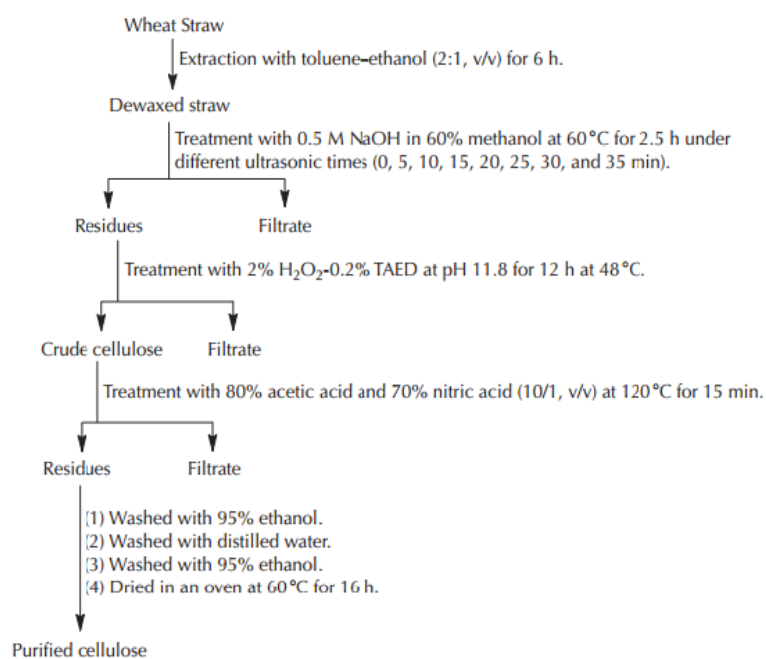 Wheat Straw
Extraction with toluene–ethanol (2:1, v/v) for 6 h.
Dewaxed straw
Treatment with 0.5 M NaOH in 60% methanol at 60°C for 2.5 h under
different ultrasonic times (0, 5, 10, 15, 20, 25, 30, and 35 min).
Residues
Filtrate
Treatment with 2% H₂O₂-0.2% TAED at pH 11.8 for 12 h at 48°C.
Crude cellulose
Filtrate
Treatment with 80% acetic acid and 70% nitric acid (10/1, v/v) at 120°C for 15 min.
Residues
Filtrate
(1) Washed with 95% ethanol.
(2) Washed with distilled water.
(3) Washed with 95% ethanol.
(4) Dried in an oven at 60°C for 16 h.
Purified cellulose